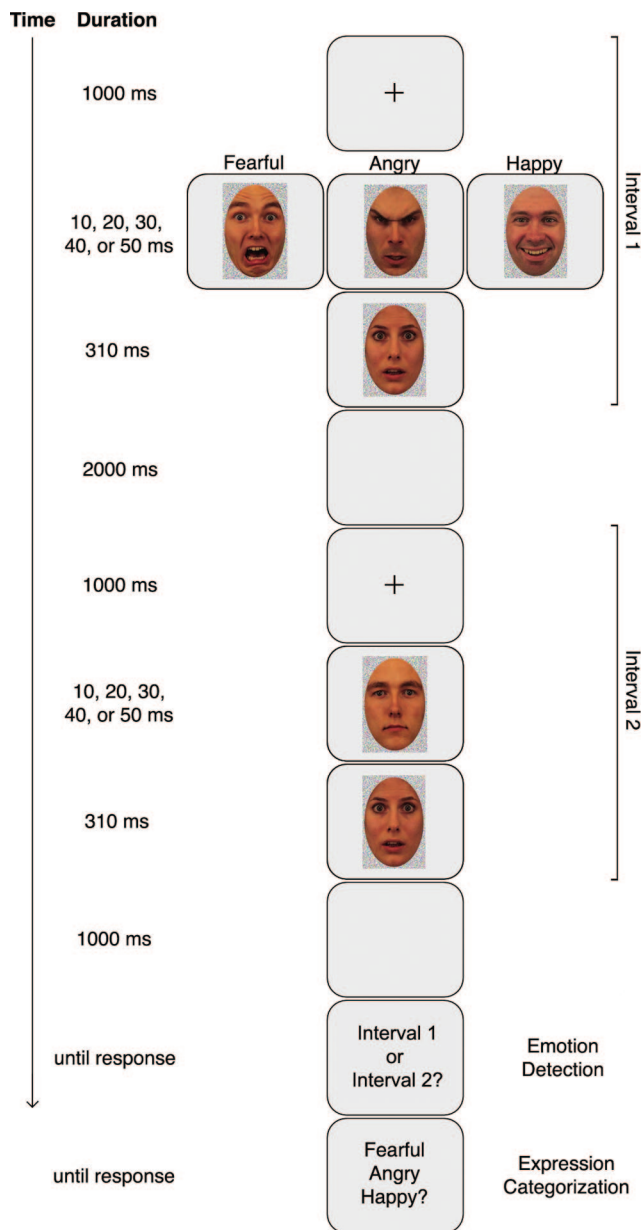 Time Duration
1000 ms
+
Interval 1
Fearful Angry Happy
10, 20, 30,
40, or 50 ms
310 ms
2000 ms
1000 ms
+
Interval 2
10, 20, 30,
40, or 50 ms
310 ms
1000 ms
until response
Interval 1
or
Interval 2?
Emotion
Detection
until response
Fearful
Angry
Happy?
Expression
Categorization